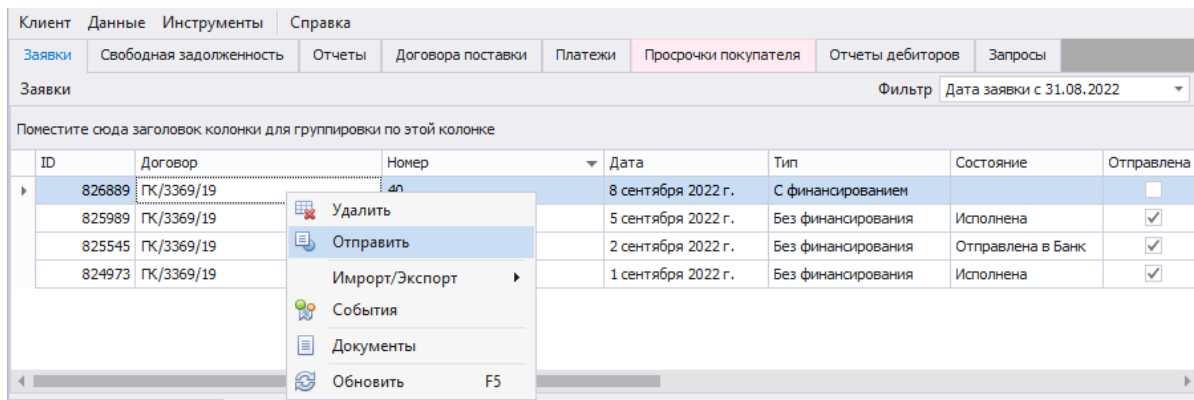 Клиент Данные Инструменты Справка
Заявки Свободная задолженность Отчеты Договора поставки Платежи Просрочки покупателя Отчеты дебиторов Запросы
Заявки Фильтр Дата заявки с 31.08.2022
Поместите сюда заголовок колонки для группировки по этой колонке
ID Договор Номер Дата Тип Состояние Отправлена
826889 ГК/3369/19 40 8 сентября 2022 г. С финансированием
825989 ГК/3369/19 5 сентября 2022 г. Без финансирования Исполнена
825545 ГК/3369/19 2 сентября 2022 г. Без финансирования Отправлена в Банк
824973 ГК/3369/19 1 сентября 2022 г. Без финансирования Исполнена
Удалить
Отправить
Имрорт/Экспорт
События
Документы
Обновить F5